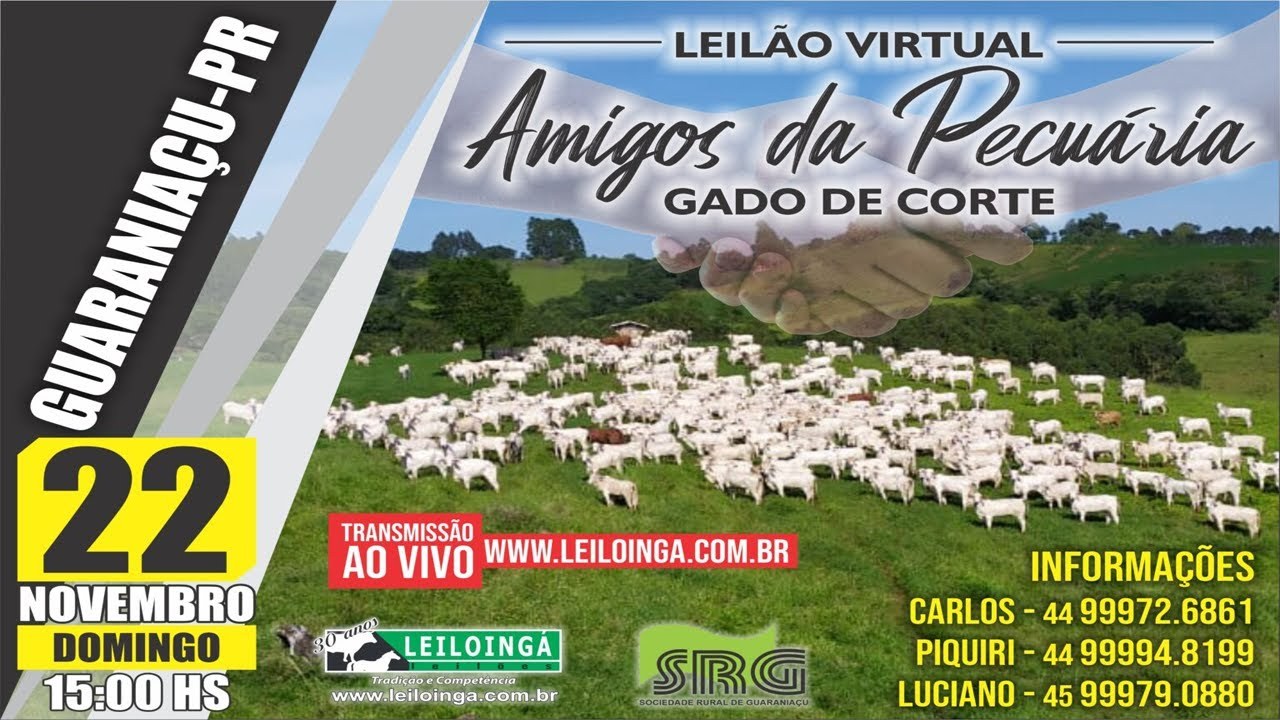 GUARANIAÇU-PR
22
NOVEMBRO
DOMINGO
15:00 HS
LEILÃO VIRTUAL
Amigos da Pecuária
GADO DE CORTE
TRANSMISSÃO
AO VIVO
WWW.LEILOINGA.COM.BR
30 anos
LEILOINGÁ
leilões
Tradição e Competência
www.leiloinga.com.br
SRG
SOCIEDADE RURAL DE GUARANIAÇU
INFORMAÇÕES
CARLOS - 44 99972.6861
PIQUIRI - 44 99994.8199
LUCIANO - 45 99979.0880